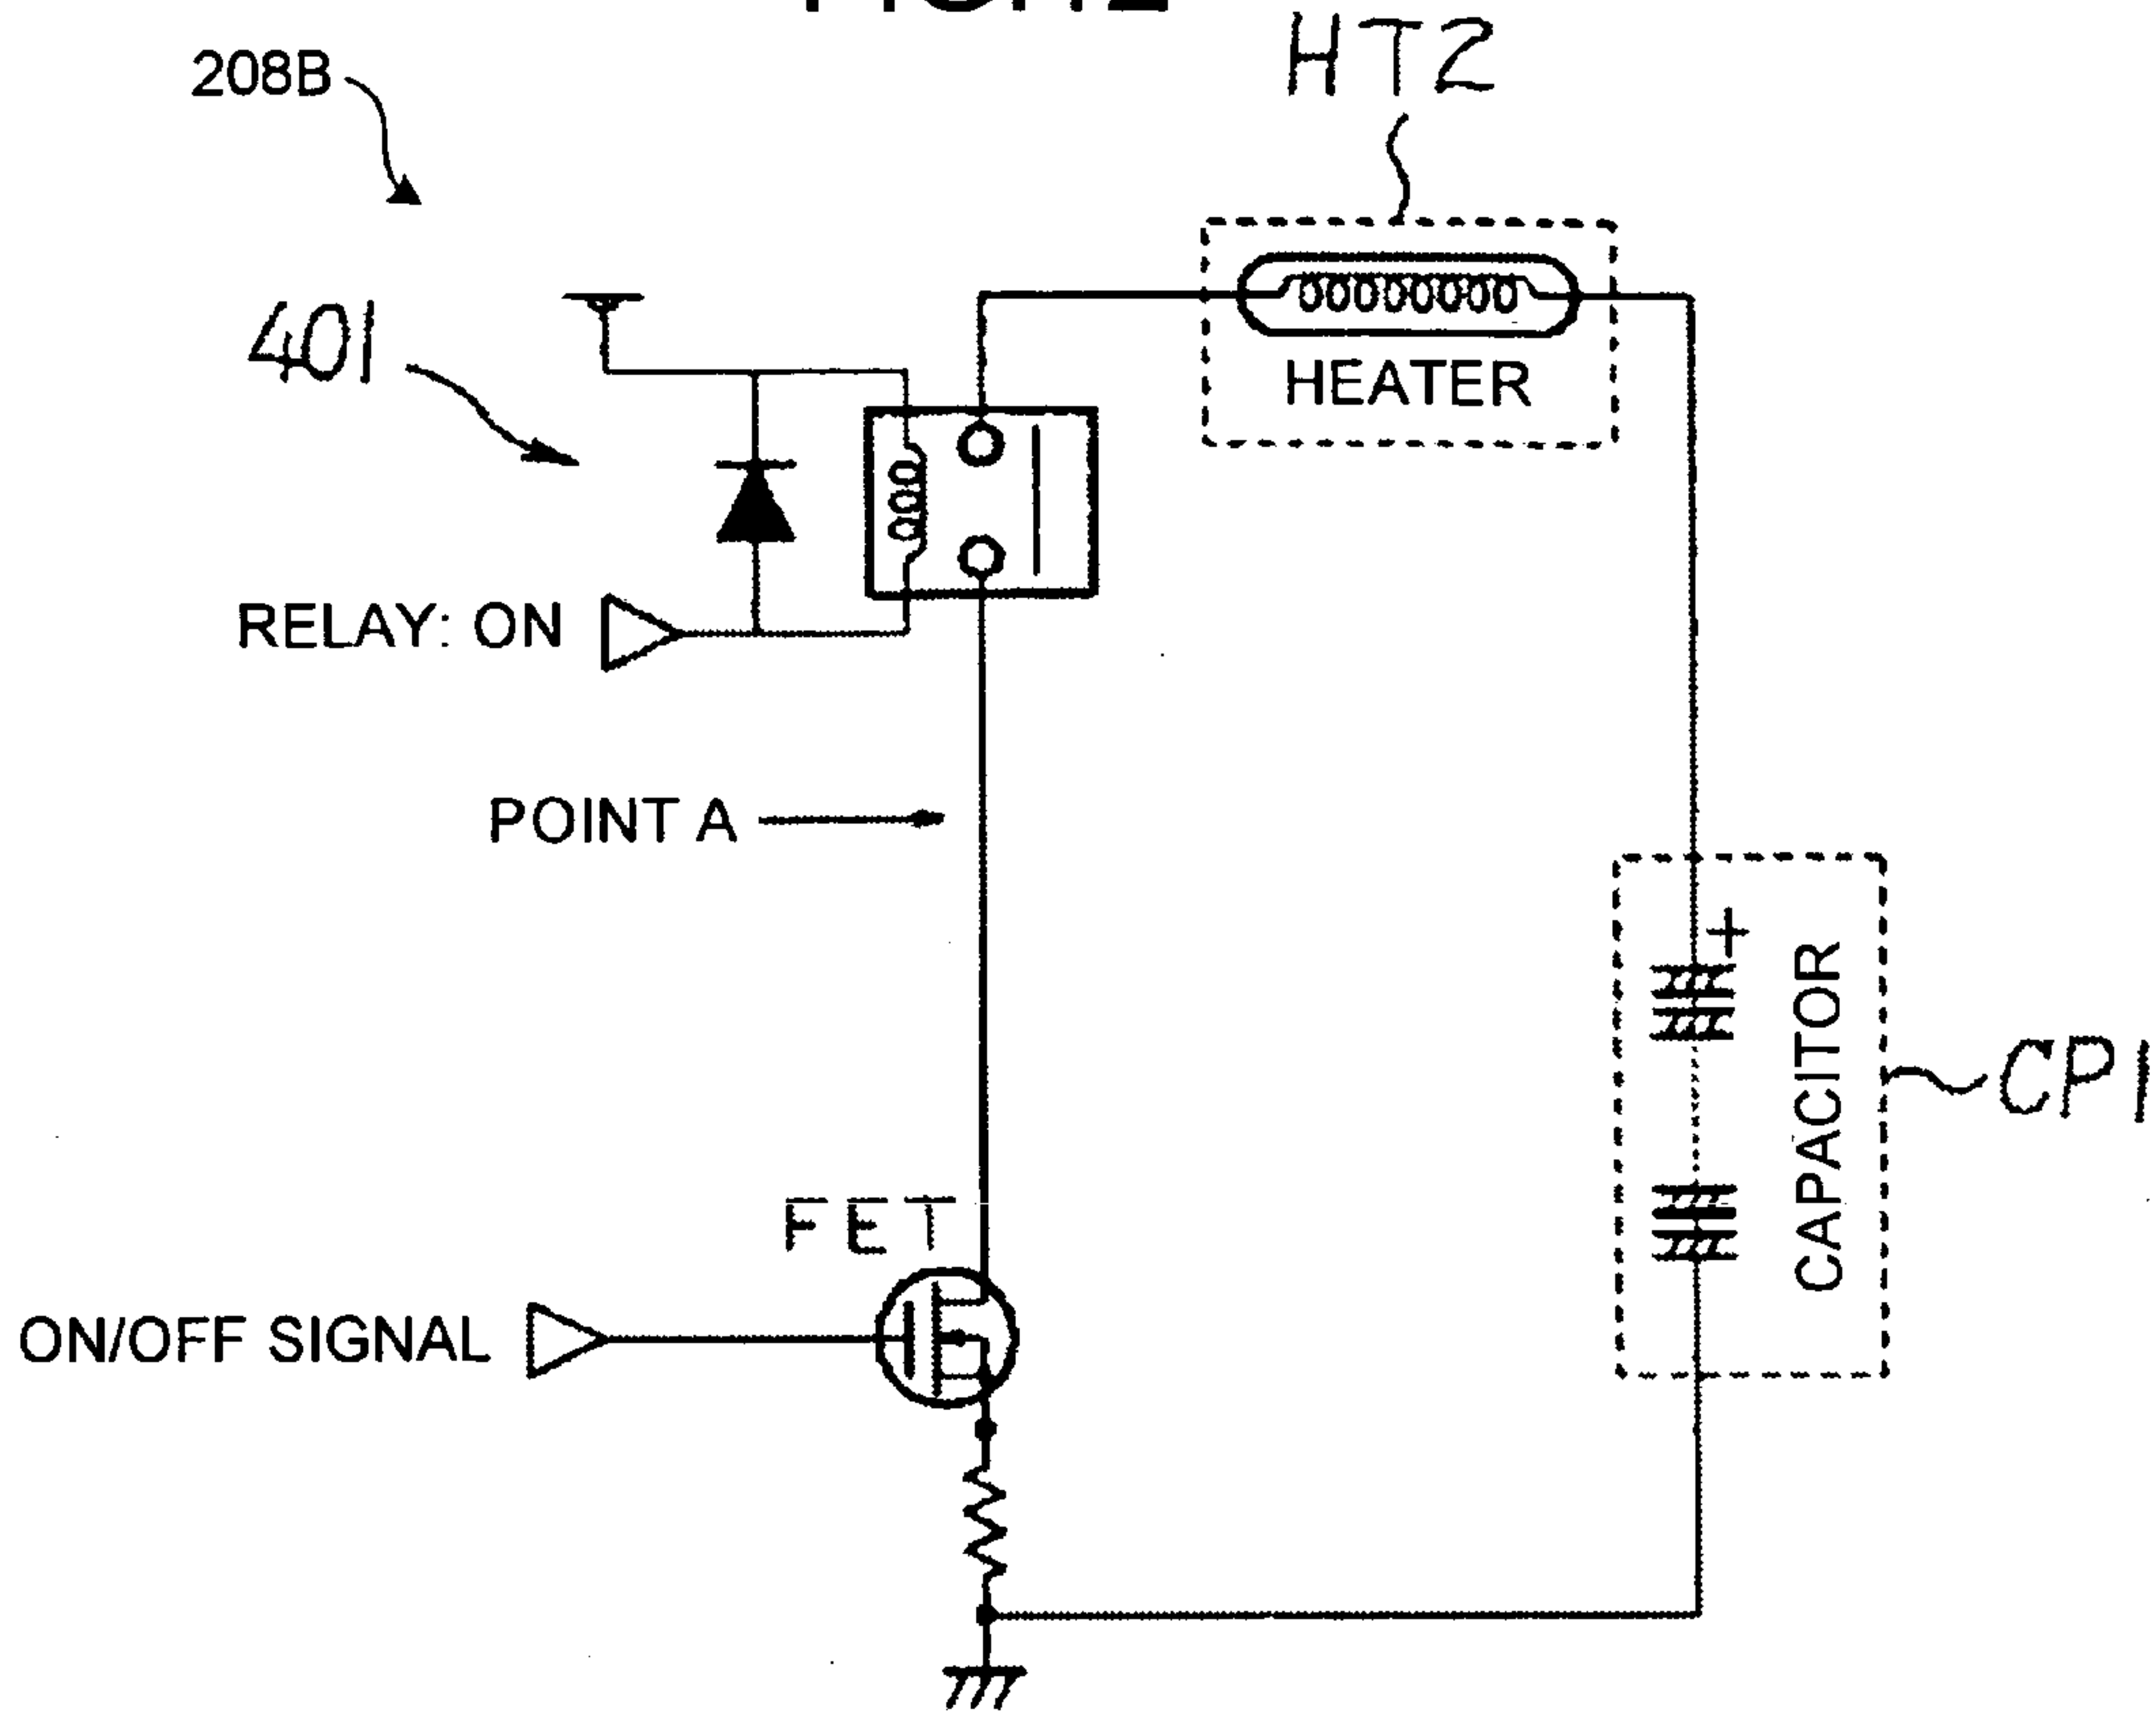 208B
HT2
401
HEATER
RELAY: ON
POINT A
+
CAPACITOR
CP1
FET
ON/OFF SIGNAL